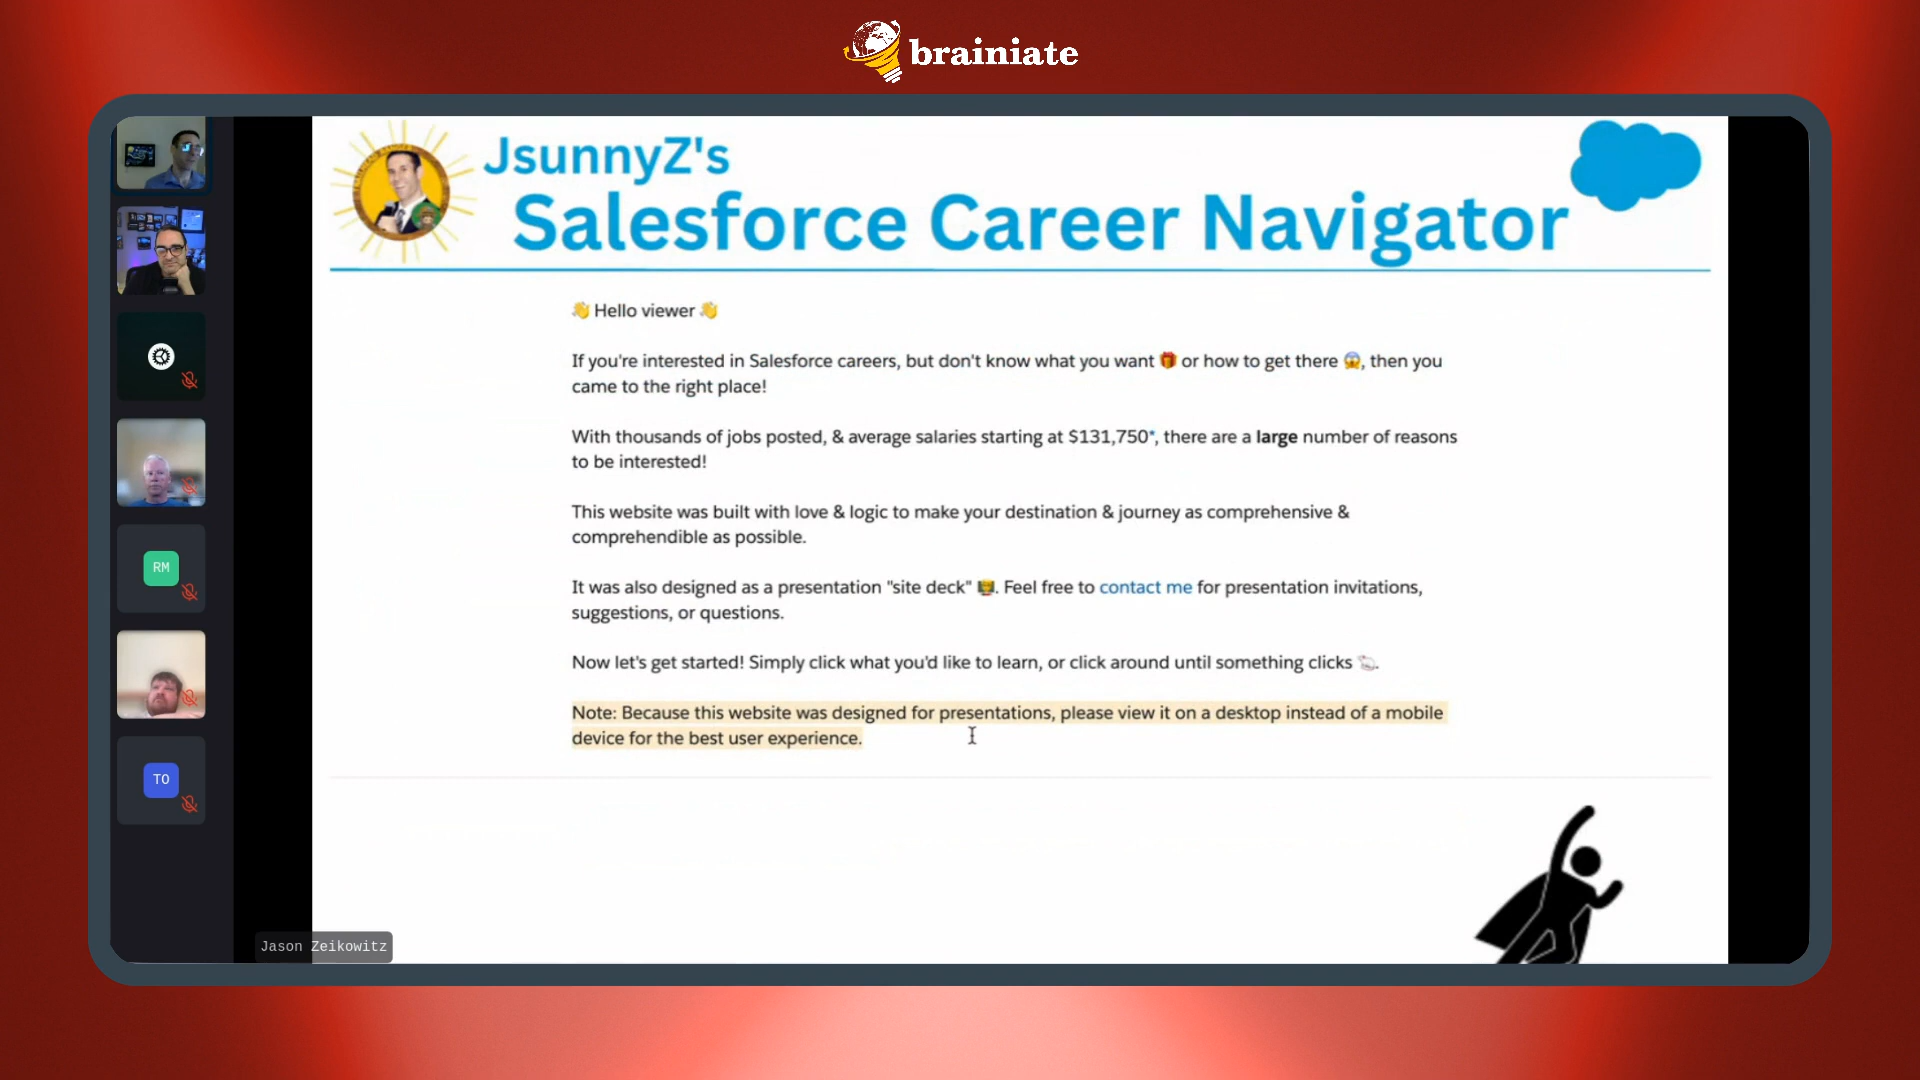 brainiate
JsunnyZ's
Salesforce Career Navigator
👋 Hello viewer 👋
If you're interested in Salesforce careers, but don't know what you want 🎁 or how to get there 😱, then you
came to the right place!
With thousands of jobs posted, & average salaries starting at $131,750*, there are a large number of reasons
to be interested!
This website was built with love & logic to make your destination & journey as comprehensive &
comprehendible as possible.
It was also designed as a presentation "site deck" 👨‍🏫. Feel free to contact me for presentation invitations,
suggestions, or questions.
Now let's get started! Simply click what you'd like to learn, or click around until something clicks 🐁.
Note: Because this website was designed for presentations, please view it on a desktop instead of a mobile
device for the best user experience.
RM
TO
Jason Zeikowitz